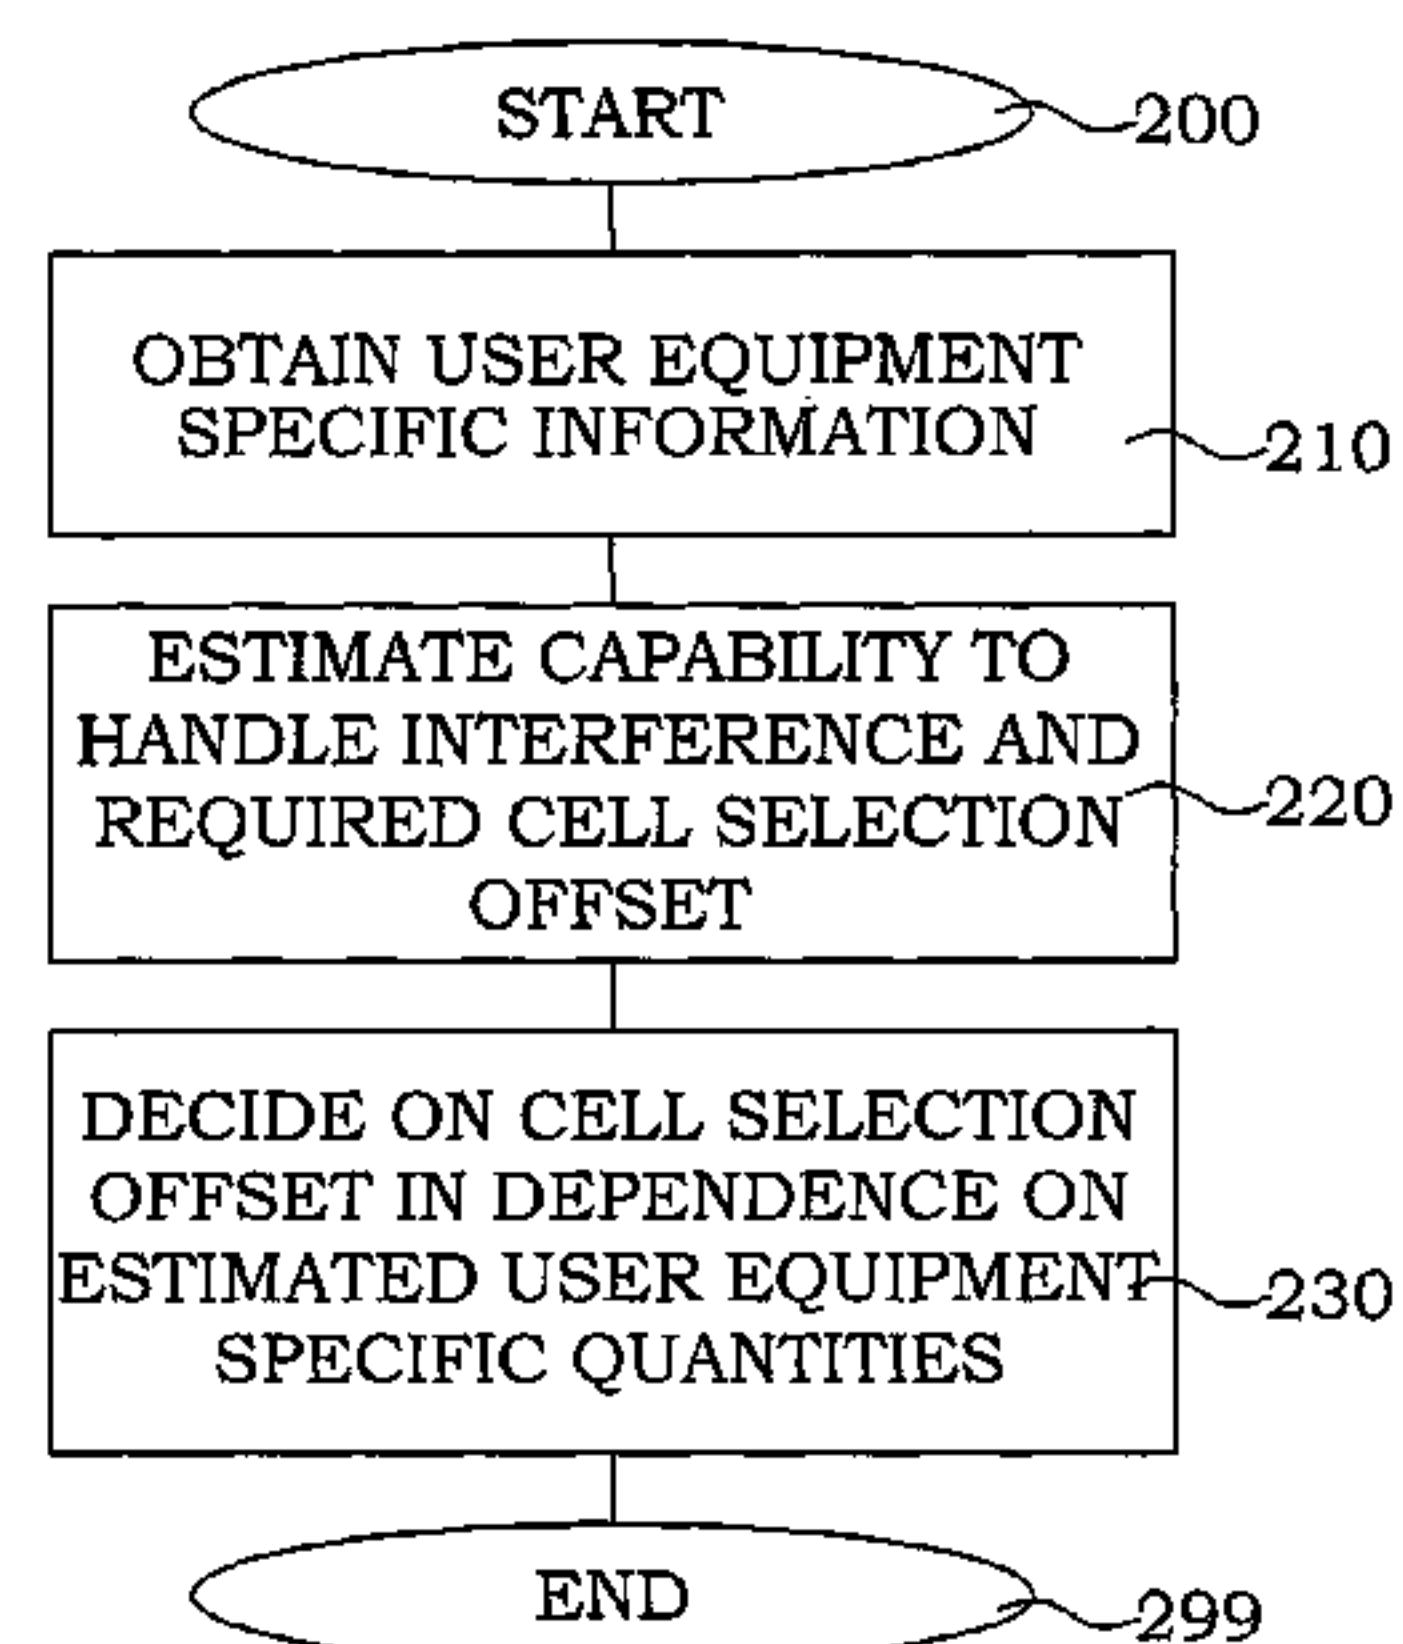 START
200
OBTAIN USER EQUIPMENT
SPECIFIC INFORMATION
210
ESTIMATE CAPABILITY TO
HANDLE INTERFERENCE AND
REQUIRED CELL SELECTION
OFFSET
220
DECIDE ON CELL SELECTION
OFFSET IN DEPENDENCE ON
ESTIMATED USER EQUIPMENT
SPECIFIC QUANTITIES
230
END
299